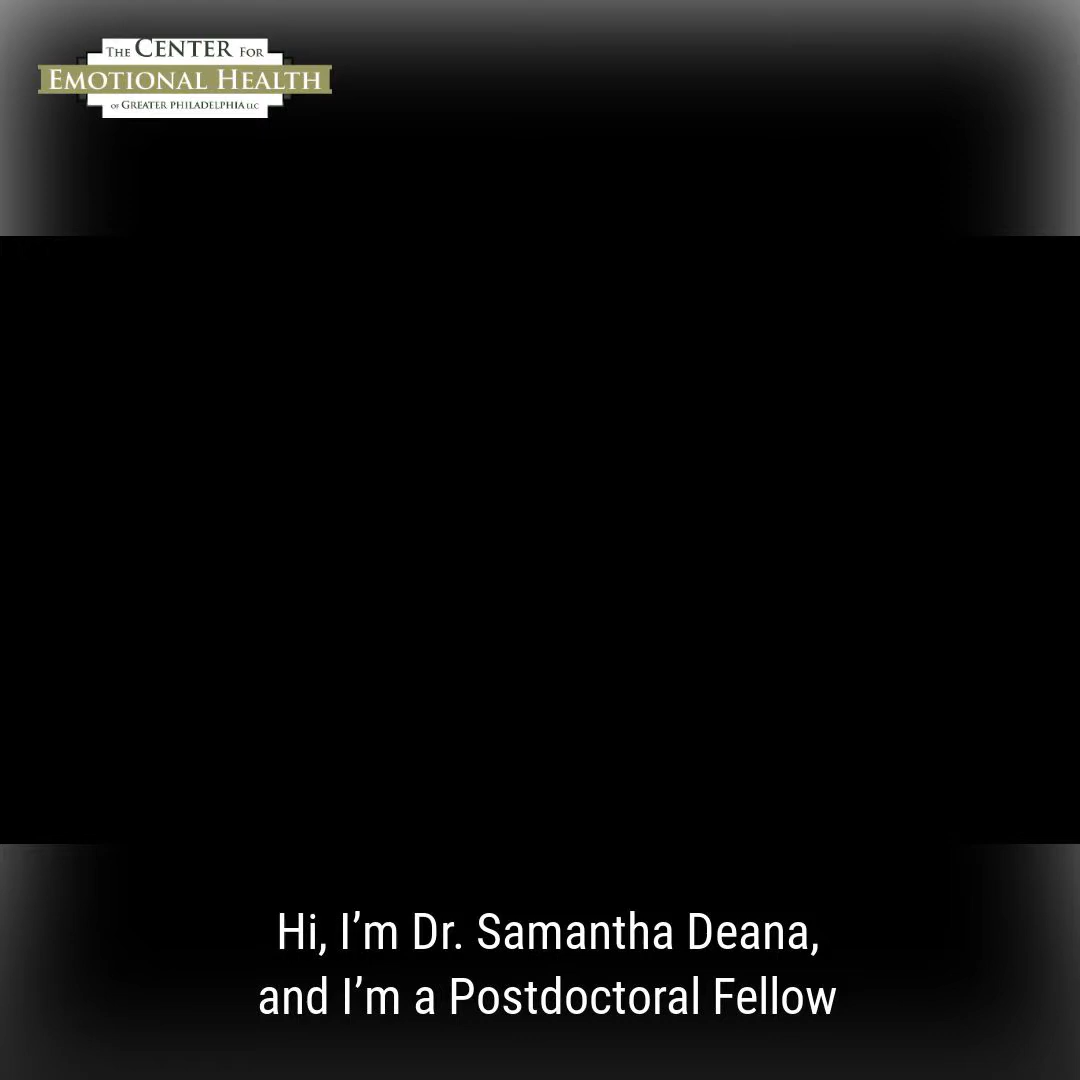 THE CENTER FOR
EMOTIONAL HEALTH
OF GREATER PHILADELPHIA LLC
Hi, I’m Dr. Samantha Deana,
and I’m a Postdoctoral Fellow